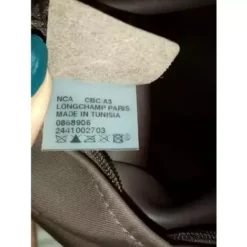 NCA CBC A3
LONGCHAMP PARIS
MADE IN TUNISIA
0868906
2441002703